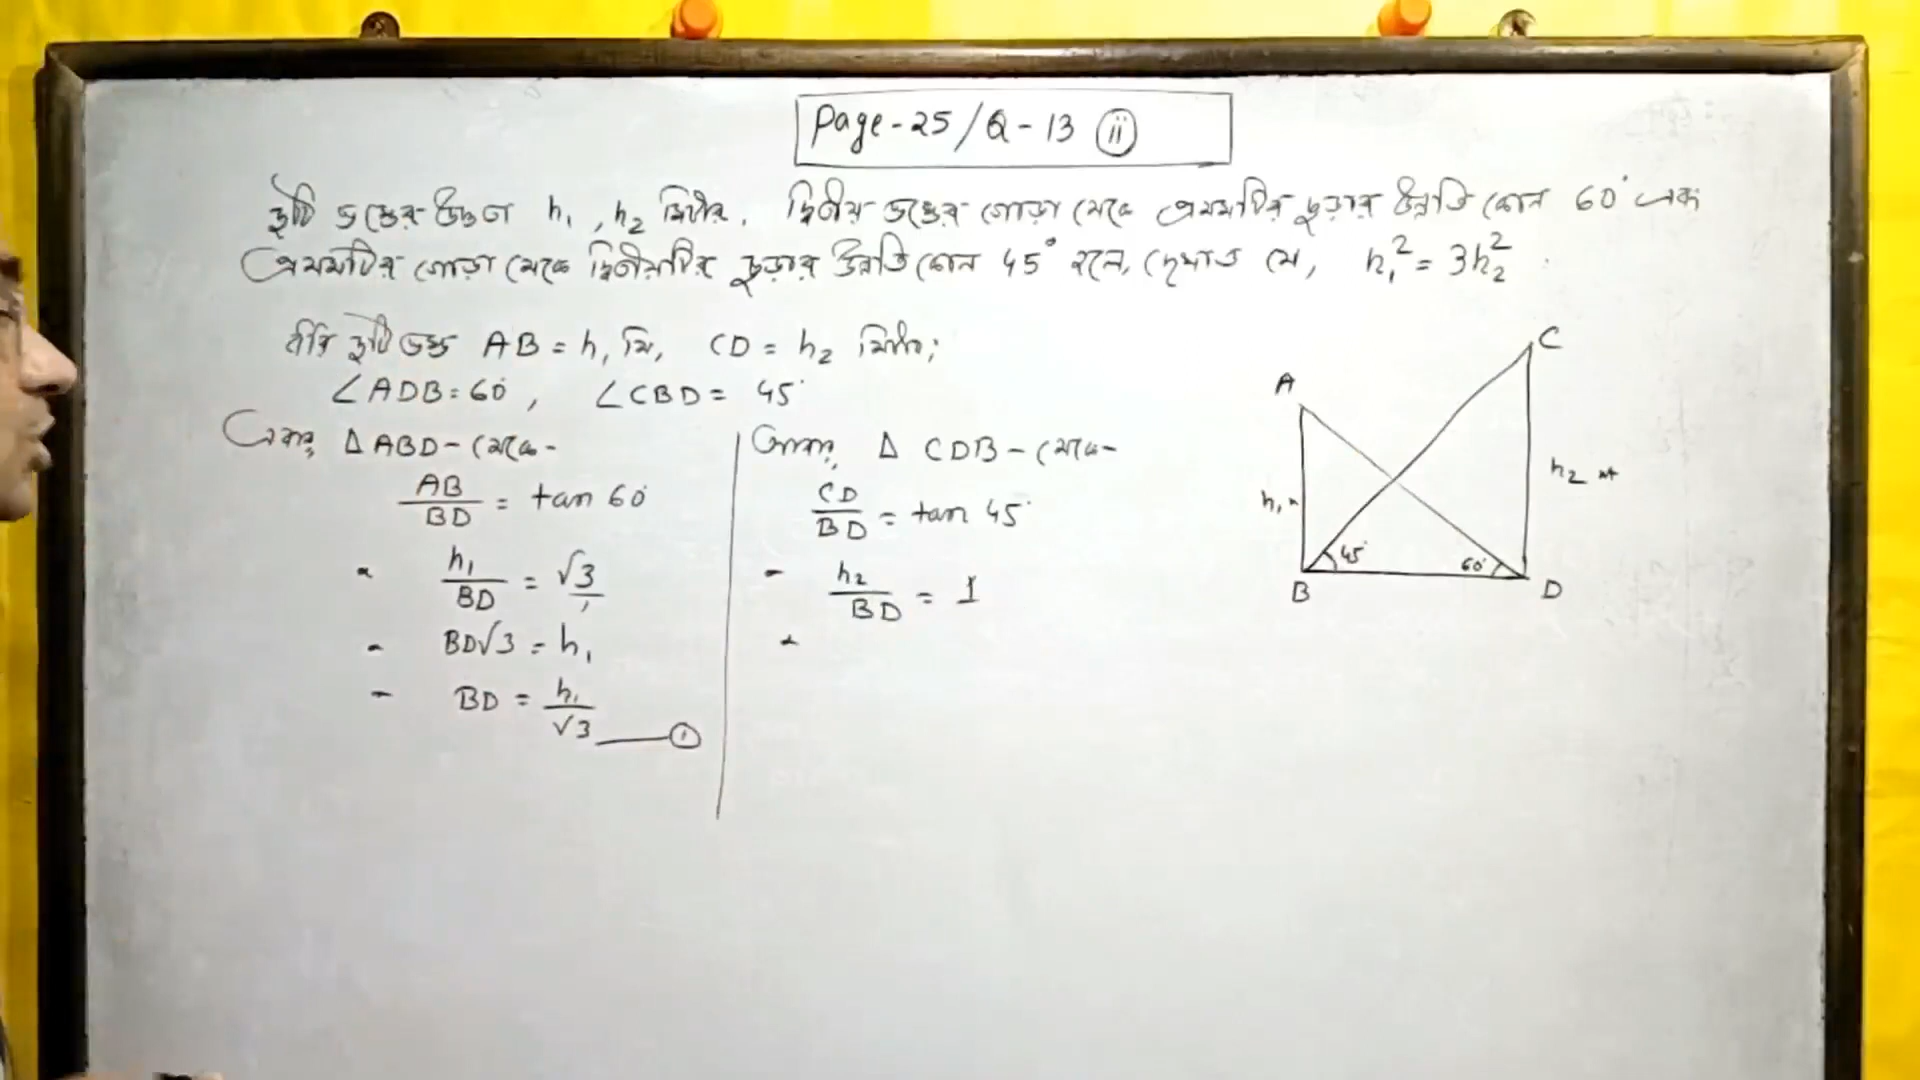 Page-25/Q-13 (ii)
দুটি স্তম্ভের উচ্চতা h₁, h₂ মিটার. দ্বিতীয় স্তম্ভের গোড়া থেকে প্রথমটির চূড়ার উন্নতি কোন 60° এবং
প্রথমটির গোড়া থেকে দ্বিতীয়টির চূড়ার উন্নতি কোন 45° হলে, দেখাও যে, h₁² = 3h₂²
ধরি দুটি স্তম্ভ AB = h₁ মি, CD = h₂ মিটার;
∠ADB = 60°, ∠CBD = 45°
এখন, Δ ABD - থেকে-
AB/BD = tan 60°
h₁/BD = √3/1
BD√3 = h₁
BD = h₁/√3 —— ①
আবার, Δ CDB - থেকে-
CD/BD = tan 45°
h₂/BD = 1
C
A
h₂
h₁
45°
60°
B
D